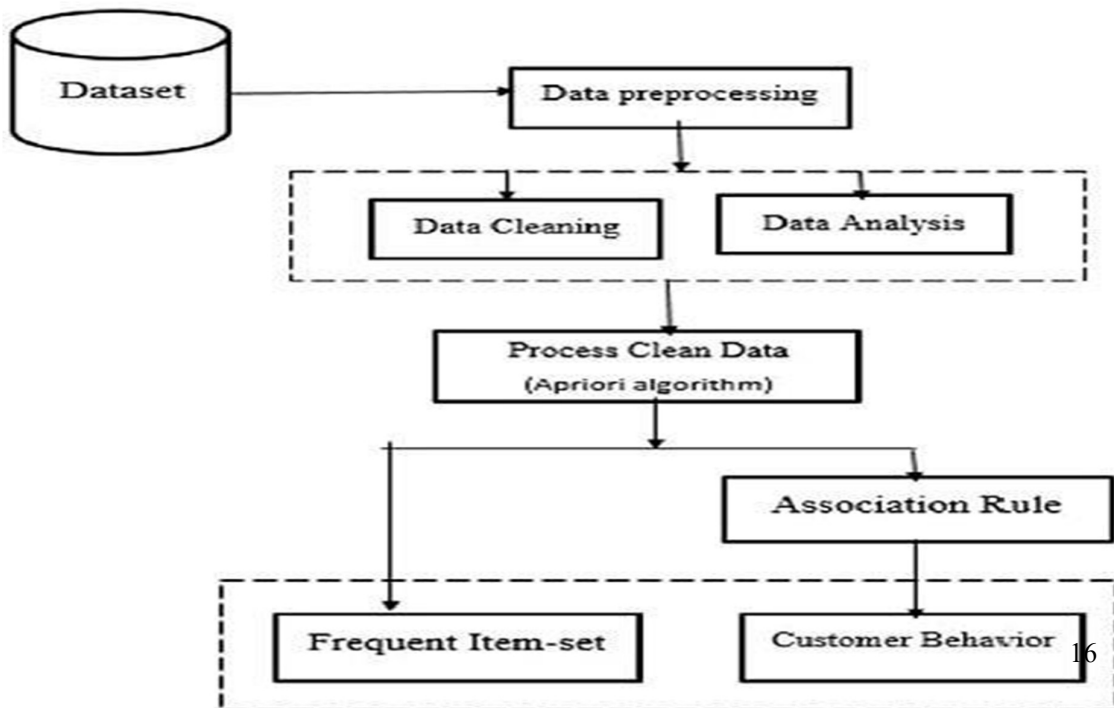 Dataset
Data preprocessing
Data Cleaning
Data Analysis
Process Clean Data
(Apriori algorithm)
Association Rule
Frequent Item-set
Customer Behavior
16